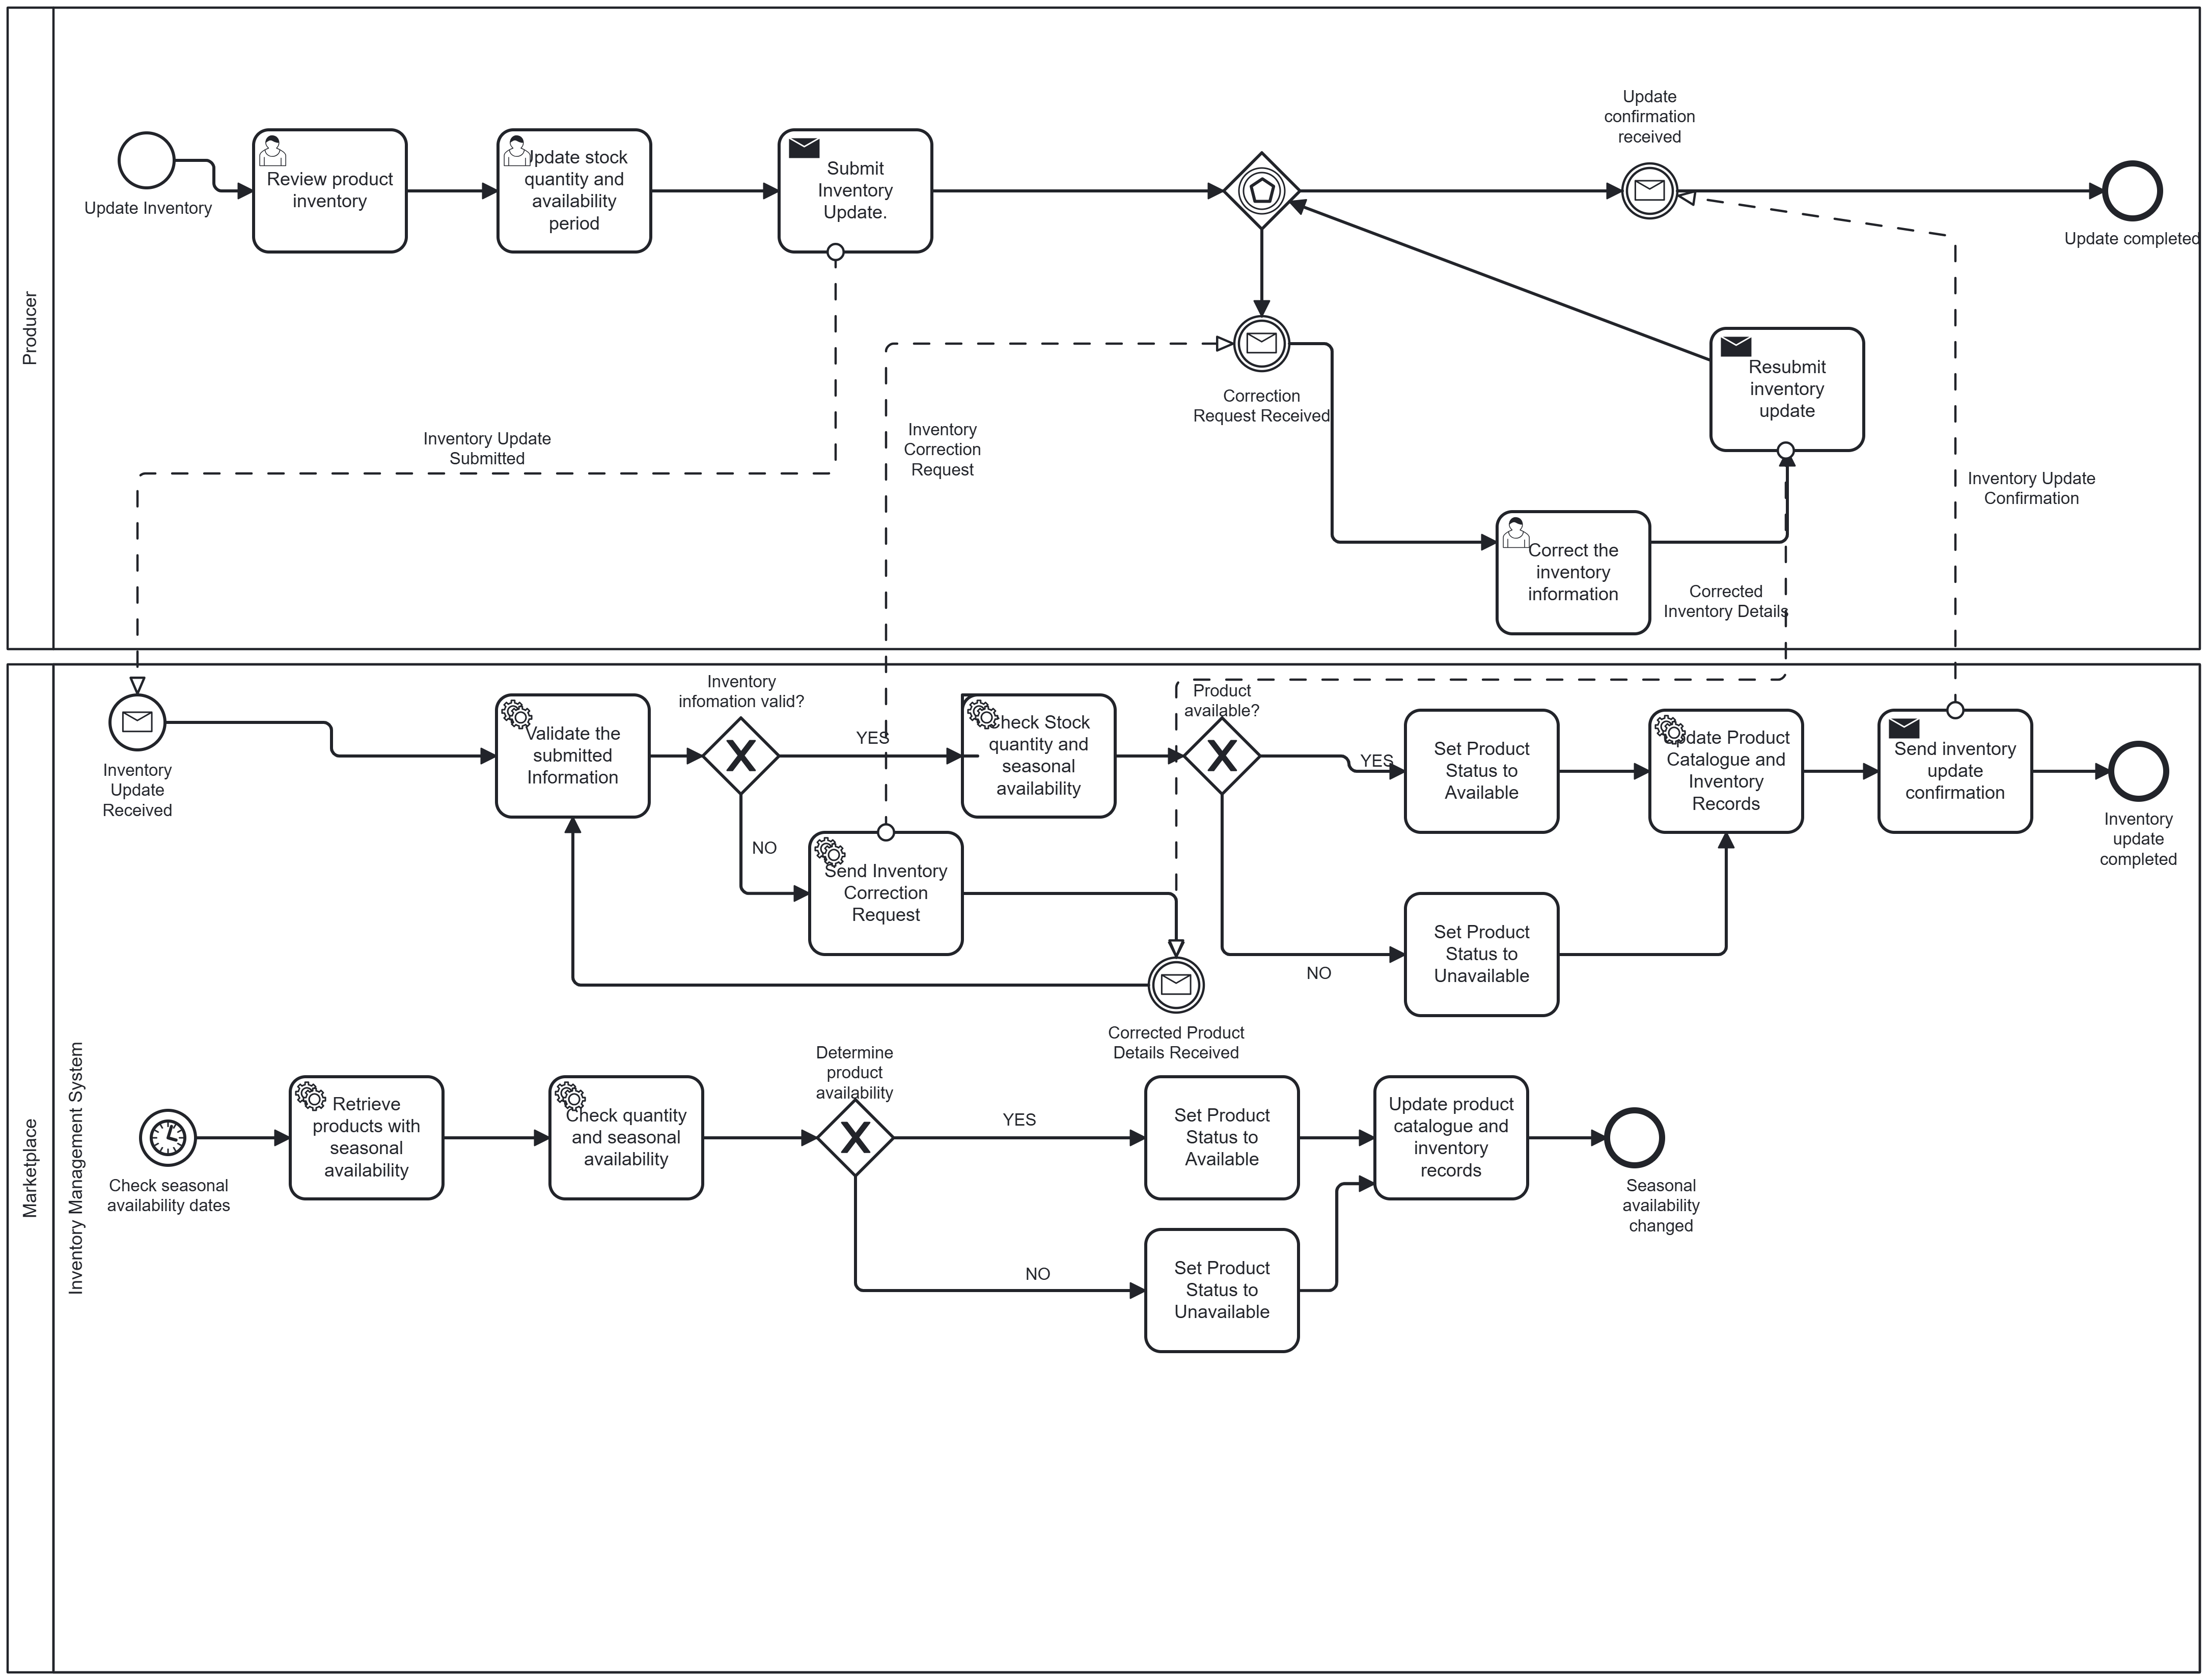 Producer
Update Inventory
Review product
inventory
Update stock
quantity and
availability
period
Submit
Inventory
Update.
Update
confirmation
received
Update completed
Correction
Request Received
Resubmit
inventory
update
Correct the
inventory
information
Inventory Update
Submitted
Inventory
Correction
Request
Corrected
Inventory Details
Inventory Update
Confirmation
Marketplace
Inventory Management System
Inventory
Update
Received
Validate the
submitted
Information
Inventory
infomation valid?
YES
NO
Send Inventory
Correction
Request
Check Stock
quantity and
seasonal
availability
Product
available?
YES
NO
Set Product
Status to
Available
Set Product
Status to
Unavailable
Update Product
Catalogue and
Inventory
Records
Send inventory
update
confirmation
Inventory
update
completed
Corrected Product
Details Received
Check seasonal
availability dates
Retrieve
products with
seasonal
availability
Check quantity
and seasonal
availability
Determine
product
availability
YES
NO
Set Product
Status to
Available
Set Product
Status to
Unavailable
Update product
catalogue and
inventory
records
Seasonal
availability
changed